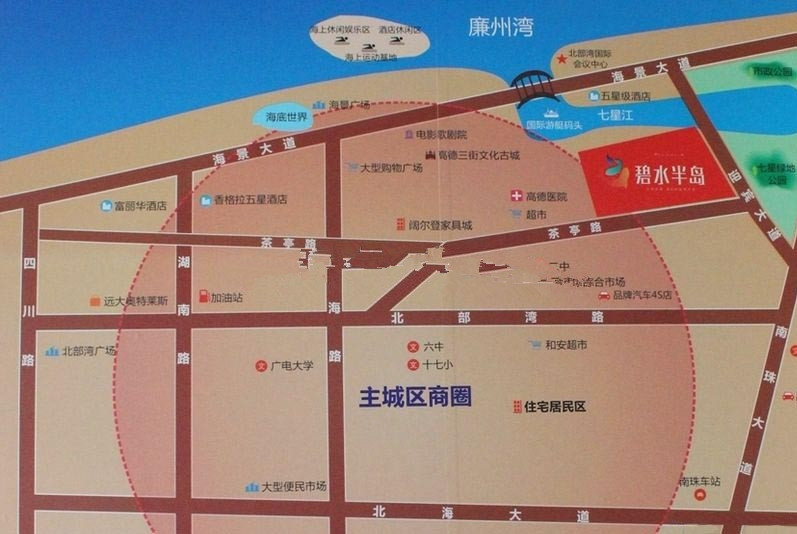 廉州湾
海上休闲娱乐区
酒店休闲区
海上运动基地
北部湾国际
会议中心
海景大道
市政公园
五星级酒店
七星江
国际游艇码头
海景广场
海底世界
海景大道
电影歌剧院
高德三街文化古城
大型购物广场
碧水半岛
迎宾大道
七星绿地
公园
富丽华酒店
香格拉五星酒店
高德医院
超市
阔尔登家具城
茶亭路
茶亭路
四川路
湖南路
海路
二中
综合市场
品牌汽车4S店
远大奥特莱斯
加油站
北部湾路
南珠大道
北部湾广场
广电大学
六中
十七小
和安超市
主城区商圈
住宅居民区
大型便民市场
南珠车站
北海大道